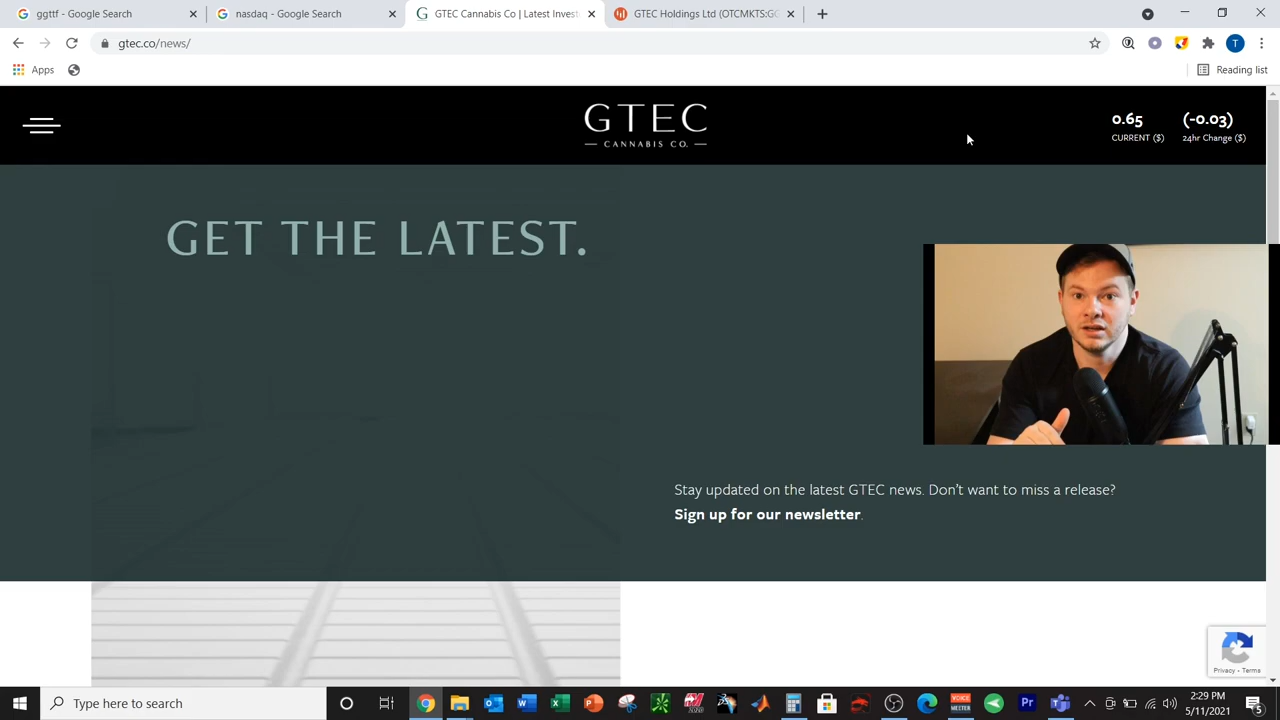 ggttf - Google Search
nasdaq - Google Search
GTEC Cannabis Co | Latest Invest
GTEC Holdings Ltd (OTCMKTS:GG
gtec.co/news/
Apps
Reading list
GTEC
CANNABIS CO.
0.65
(-0.03)
CURRENT ($)
24hr Change ($)
GET THE LATEST.
Stay updated on the latest GTEC news. Don't want to miss a release?
Sign up for our newsletter.
Privacy - Terms
Type here to search
2:29 PM
5/11/2021